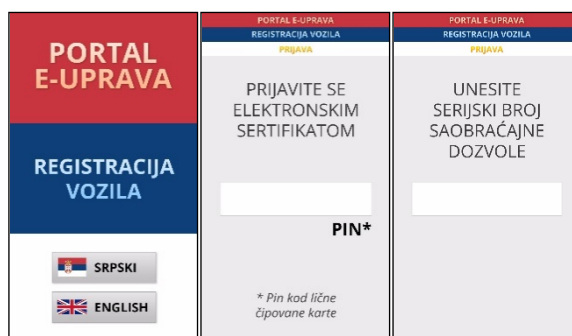 PORTAL
E-UPRAVA
REGISTRACIJA
VOZILA
SRPSKI
ENGLISH
PORTAL E-UPRAVA
REGISTRACIJA VOZILA
PRIJAVA
PRIJAVITE SE
ELEKTRONSKIM
SERTIFIKATOM
PIN*
* Pin kod lične
čipovane karte
PORTAL E-UPRAVA
REGISTRACIJA VOZILA
PRIJAVA
UNESITE
SERIJSKI BROJ
SAOBRAĆAJNE
DOZVOLE